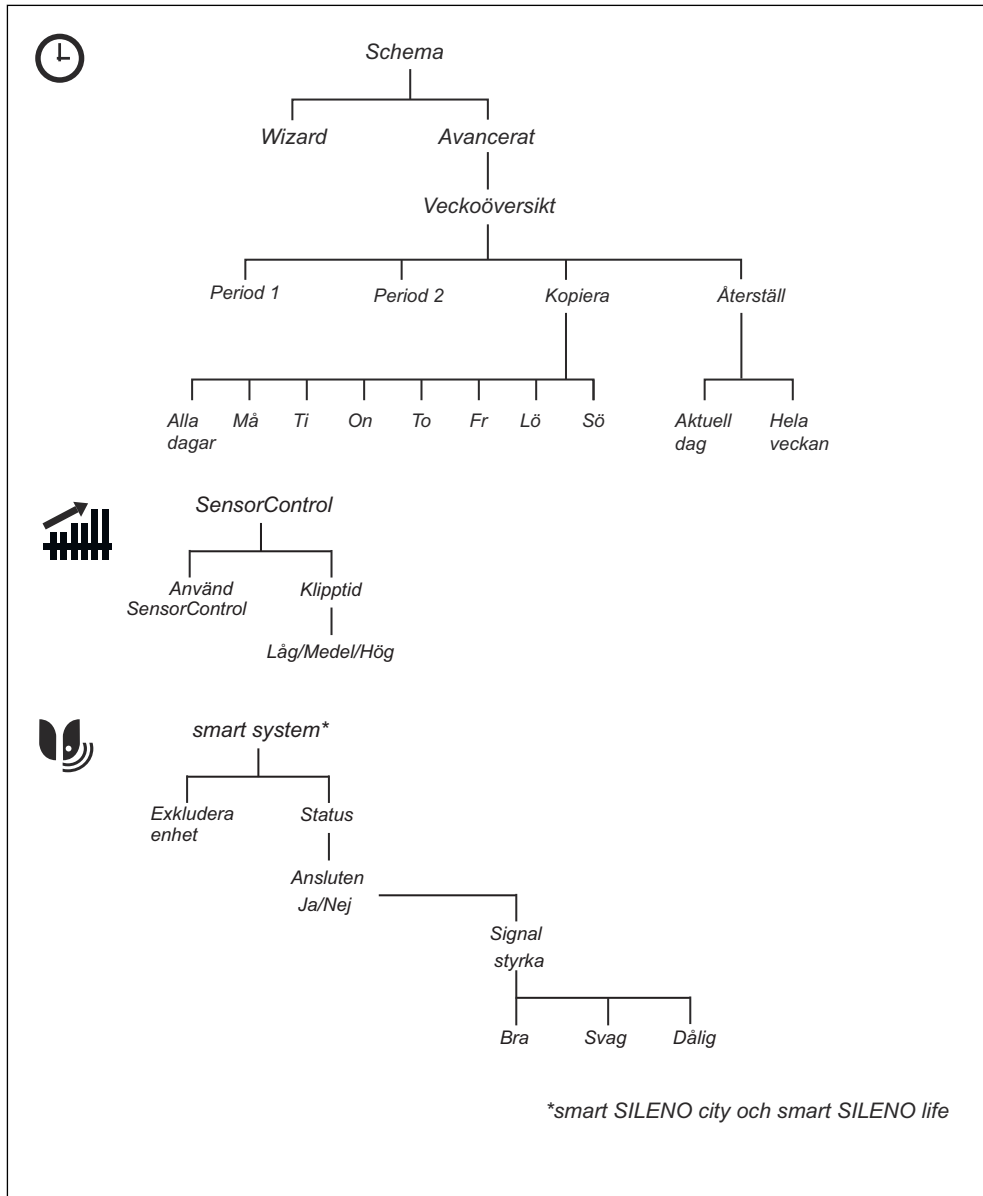 Schema
Wizard
Avancerat
Veckoöversikt
Period 1
Period 2
Kopiera
Återställ
Alla
dagar
Må
Ti
On
To
Fr
Lö
Sö
Aktuell
dag
Hela
veckan
SensorControl
Använd
SensorControl
Klipptid
Låg/Medel/Hög
smart system*
Exkludera
enhet
Status
Ansluten
Ja/Nej
Signal
styrka
Bra
Svag
Dålig
*smart SILENO city och smart SILENO life